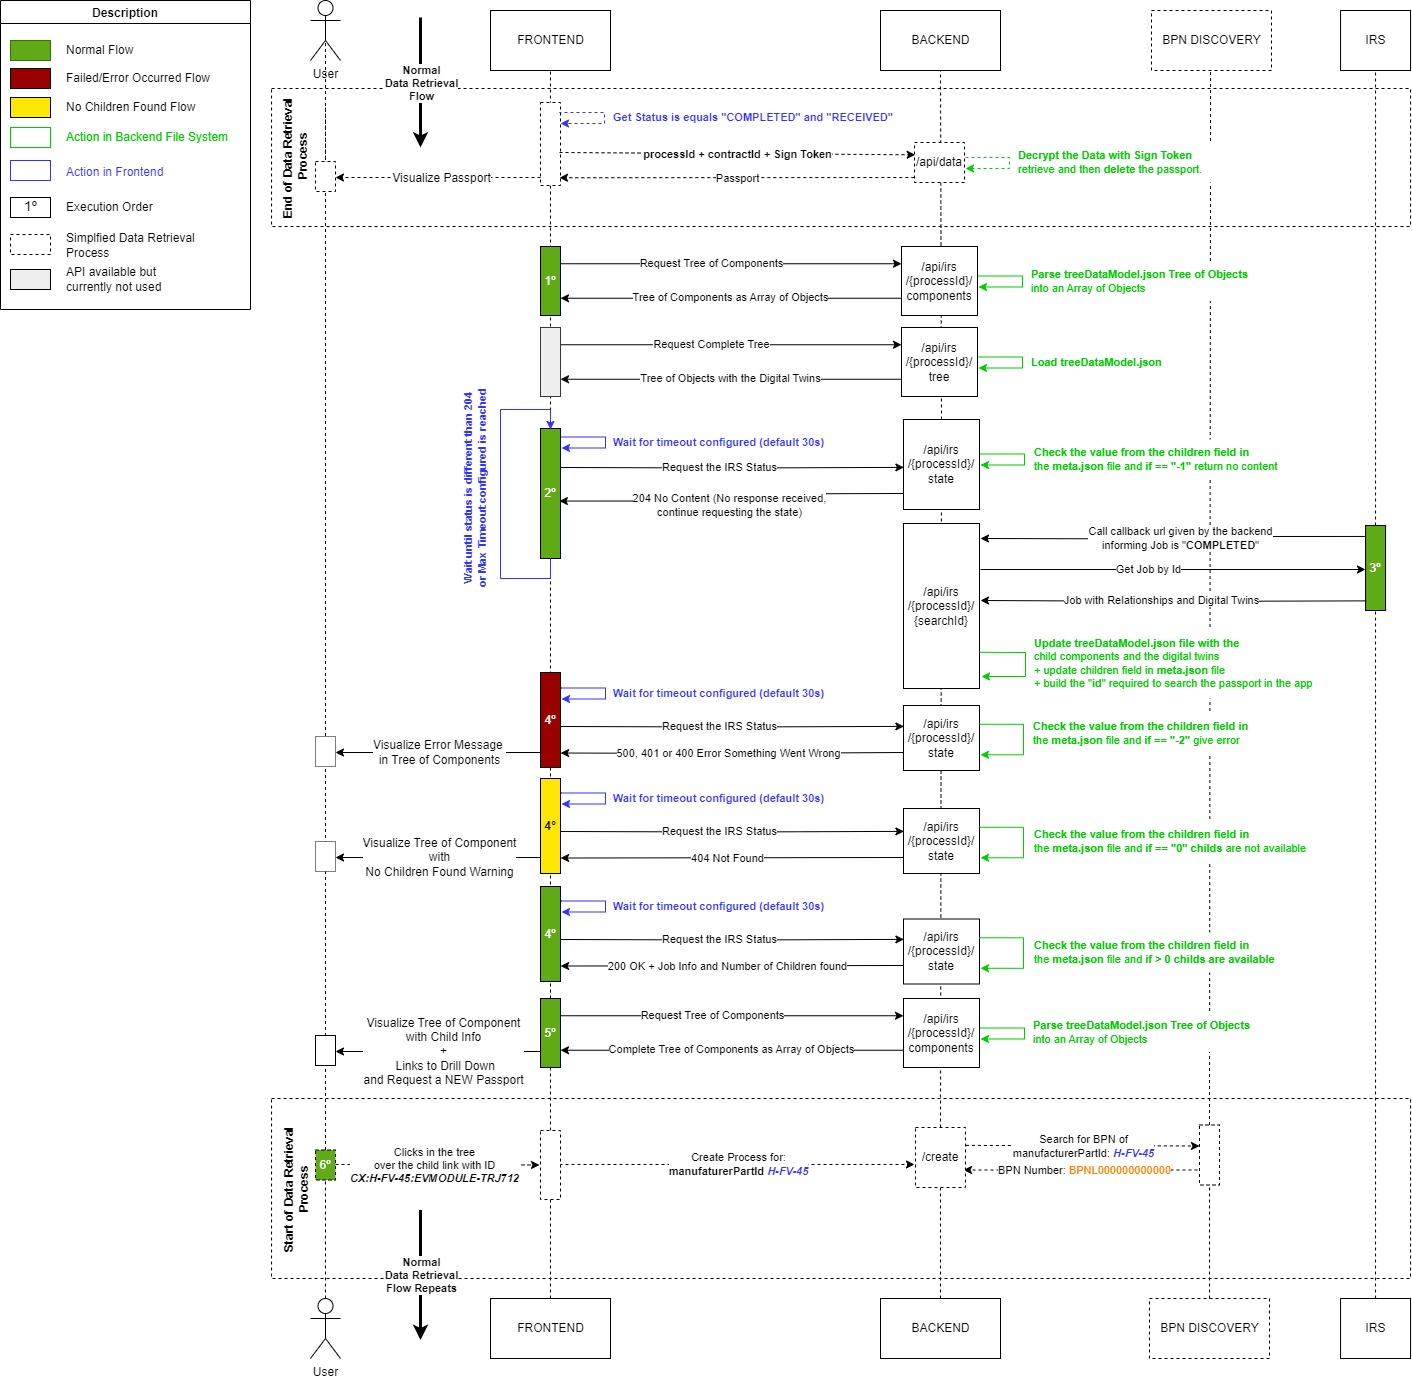 Description
Normal Flow
Failed/Error Occurred Flow
No Children Found Flow
Action in Backend File System
Action in Frontend
1º
Execution Order
Simplfied Data Retrieval
Process
API available but
currently not used
User
Normal
Data Retrieval
Flow
FRONTEND
BACKEND
BPN DISCOVERY
IRS
End of Data Retrieval
Process
Get Status is equals "COMPLETED" and "RECEIVED"
processId + contractId + Sign Token
/api/data
Decrypt the Data with Sign Token
retrieve and then delete the passport.
Visualize Passport
Passport
1º
Request Tree of Components
Tree of Components as Array of Objects
/api/irs
/{processId}/
components
Parse treeDataModel.json Tree of Objects
into an Array of Objects
Request Complete Tree
Tree of Objects with the Digital Twins
/api/irs
/{processId}/
tree
Load treeDataModel.json
Wait until status is different than 204
or Max Timeout configured is reached
2º
Wait for timeout configured (default 30s)
Request the IRS Status
204 No Content (No response received,
continue requesting the state)
/api/irs
/{processId}/
state
Check the value from the children field in
the meta.json file and if == "-1" return no content
/api/irs
/{processId}/
{searchId}
Call callback url given by the backend
informing Job is "COMPLETED"
Get Job by Id
Job with Relationships and Digital Twins
3º
Update treeDataModel.json file with the
child components and the digital twins
+ update children field in meta.json file
+ build the "id" required to search the passport in the app
4º
Wait for timeout configured (default 30s)
Request the IRS Status
500, 401 or 400 Error Something Went Wrong
/api/irs
/{processId}/
state
Check the value from the children field in
the meta.json file and if == "-2" give error
Visualize Error Message
in Tree of Components
4º
Wait for timeout configured (default 30s)
Request the IRS Status
404 Not Found
/api/irs
/{processId}/
state
Check the value from the children field in
the meta.json file and if == "0" childs are not available
Visualize Tree of Component
with
No Children Found Warning
4º
Wait for timeout configured (default 30s)
Request the IRS Status
200 OK + Job Info and Number of Children found
/api/irs
/{processId}/
state
Check the value from the children field in
the meta.json file and if > 0 childs are available
5º
Request Tree of Components
Complete Tree of Components as Array of Objects
/api/irs
/{processId}/
components
Parse treeDataModel.json Tree of Objects
into an Array of Objects
Visualize Tree of Component
with Child Info
+
Links to Drill Down
and Request a NEW Passport
Start of Data Retrieval
Process
6º
Clicks in the tree
over the child link with ID
CX:H-FV-45:EVMODULE-TRJ712
Create Process for:
manufaturerPartId H-FV-45
/create
Search for BPN of
manufacturerPartId: H-FV-45
BPN Number: BPNL000000000000
Normal
Data Retrieval
Flow Repeats
User
FRONTEND
BACKEND
BPN DISCOVERY
IRS